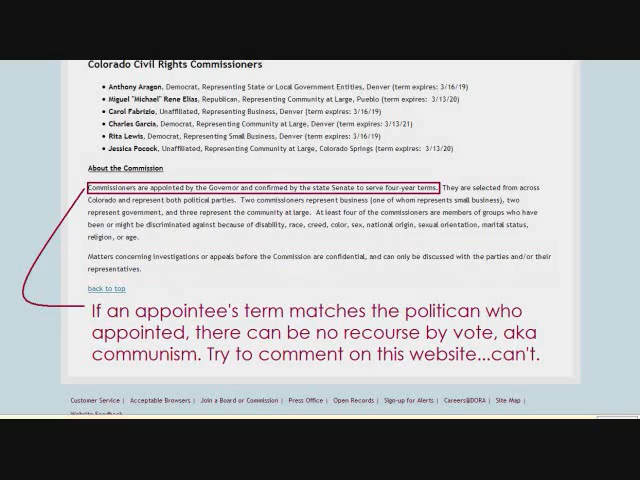 Colorado Civil Rights Commissioners
Anthony Aragon, Democrat, Representing State or Local Government Entities, Denver (term expires: 3/16/19)
Miguel "Michael" Rene Elias, Republican, Representing Community at Large, Pueblo (term expires: 3/13/20)
Carol Fabrizio, Unaffiliated, Representing Business, Denver (term expires: 3/16/19)
Charles Garcia, Democrat, Representing Community at Large, Denver (term expires: 3/13/21)
Rita Lewis, Democrat, Representing Small Business, Denver (term expires: 3/16/19)
Jessica Pocock, Unaffiliated, Representing Community at Large, Colorado Springs (term expires: 3/13/20)
About the Commission
Commissioners are appointed by the Governor and confirmed by the state Senate to serve four-year terms. They are selected from across
Colorado and represent both political parties. Two commissioners represent business (one of whom represents small business), two
represent government, and three represent the community at large. At least four of the commissioners are members of groups who have
been or might be discriminated against because of disability, race, creed, color, sex, national origin, sexual orientation, marital status,
religion, or age.
Matters concerning investigations or appeals before the Commission are confidential, and can only be discussed with the parties and/or their
representatives.
back to top
If an appointee's term matches the politican who
appointed, there can be no recourse by vote, aka
communism. Try to comment on this website...can't.
Customer Service | Acceptable Browsers | Join a Board or Commission | Press Office | Open Records | Sign-up for Alerts | Careers@DORA | Site Map |
Website Feedback